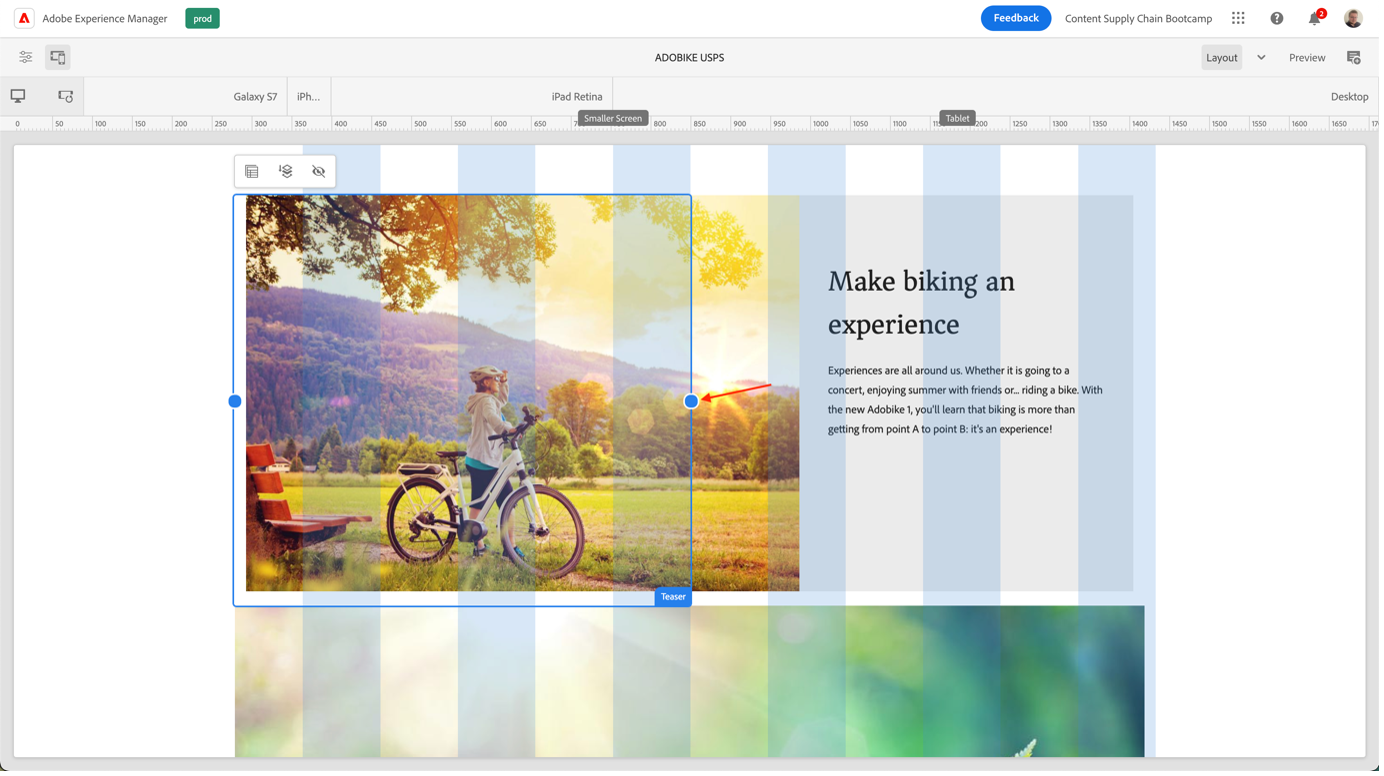 Adobe Experience Manager
prod
Feedback
Content Supply Chain Bootcamp
2
ADOBIKE USPS
Layout
Preview
Galaxy S7
iPh...
iPad Retina
Desktop
Smaller Screen
Tablet
0 50 100 150 200 250 300 350 400 450 500 550 600 650 800 850 900 950 1000 1050 1100 1200 1250 1300 1350 1400 1450 1500 1550 1600 1650
Make biking an
experience
Experiences are all around us. Whether it is going to a
concert, enjoying summer with friends or... riding a bike. With
the new Adobike 1, you'll learn that biking is more than
getting from point A to point B: it's an experience!
Teaser